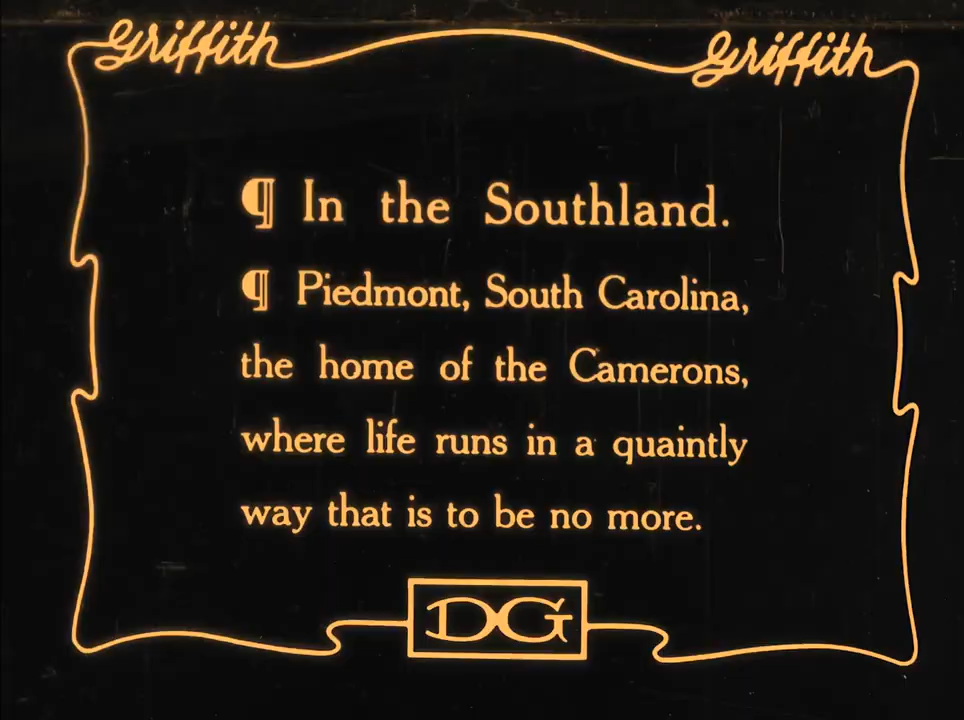 Griffith Griffith
¶ In the Southland.
¶ Piedmont, South Carolina,
the home of the Camerons,
where life runs in a quaintly
way that is to be no more.
DG